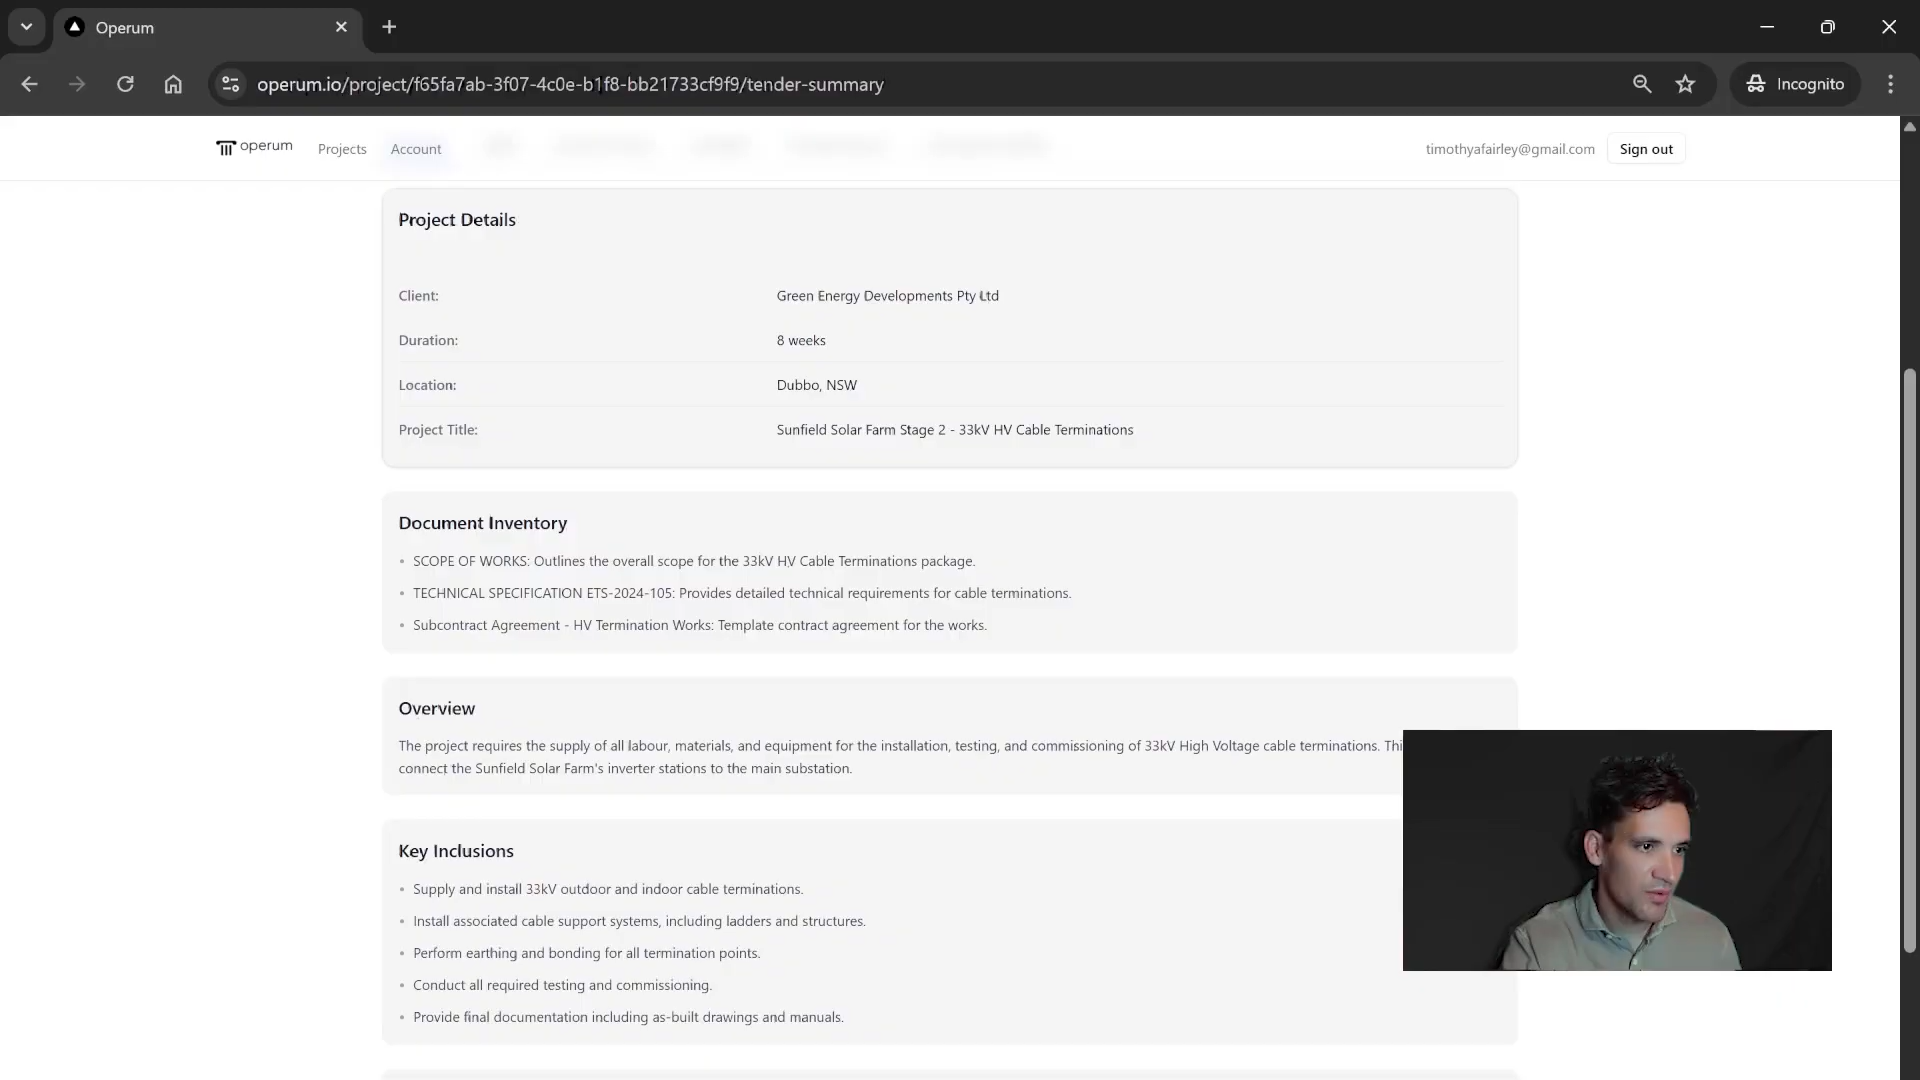 Operum
operum.io/project/f65fa7ab-3f07-4c0e-b1f8-bb21733cf9f9/tender-summary
Incognito
operum
Projects
Account
timothyafairley@gmail.com
Sign out
Project Details
Client:
Green Energy Developments Pty Ltd
Duration:
8 weeks
Location:
Dubbo, NSW
Project Title:
Sunfield Solar Farm Stage 2 - 33kV HV Cable Terminations
Document Inventory
• SCOPE OF WORKS: Outlines the overall scope for the 33kV HV Cable Terminations package.
• TECHNICAL SPECIFICATION ETS-2024-105: Provides detailed technical requirements for cable terminations.
• Subcontract Agreement - HV Termination Works: Template contract agreement for the works.
Overview
The project requires the supply of all labour, materials, and equipment for the installation, testing, and commissioning of 33kV High Voltage cable terminations.
connect the Sunfield Solar Farm's inverter stations to the main substation.
Key Inclusions
• Supply and install 33kV outdoor and indoor cable terminations.
• Install associated cable support systems, including ladders and structures.
• Perform earthing and bonding for all termination points.
• Conduct all required testing and commissioning.
• Provide final documentation including as-built drawings and manuals.